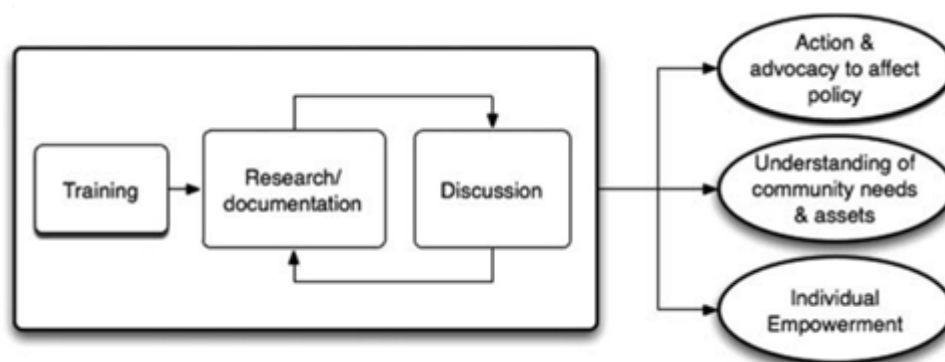 Training
Research/
documentation
Discussion
Action &
advocacy to affect
policy
Understanding of
community needs
& assets
Individual
Empowerment